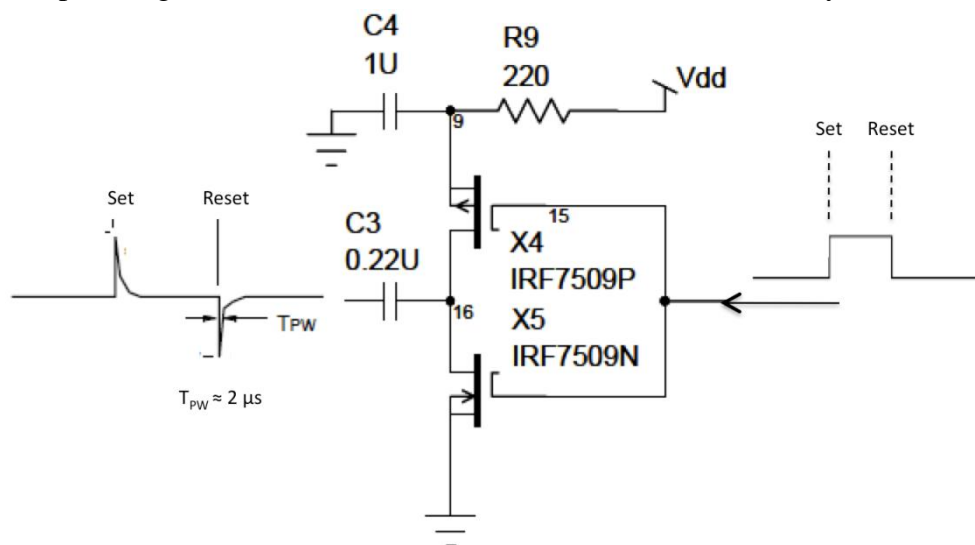 C4
1U
R9
220
Vdd
9
Set
Reset
Set
Reset
C3
0.22U
15
X4
IRF7509P
16
X5
IRF7509N
TPW
TPW ≈ 2 µs